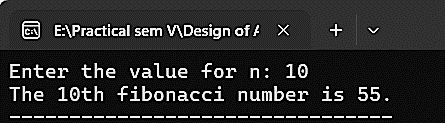 E:\Practical sem V\Design of A
Enter the value for n: 10
The 10th fibonacci number is 55.
--------------------------------